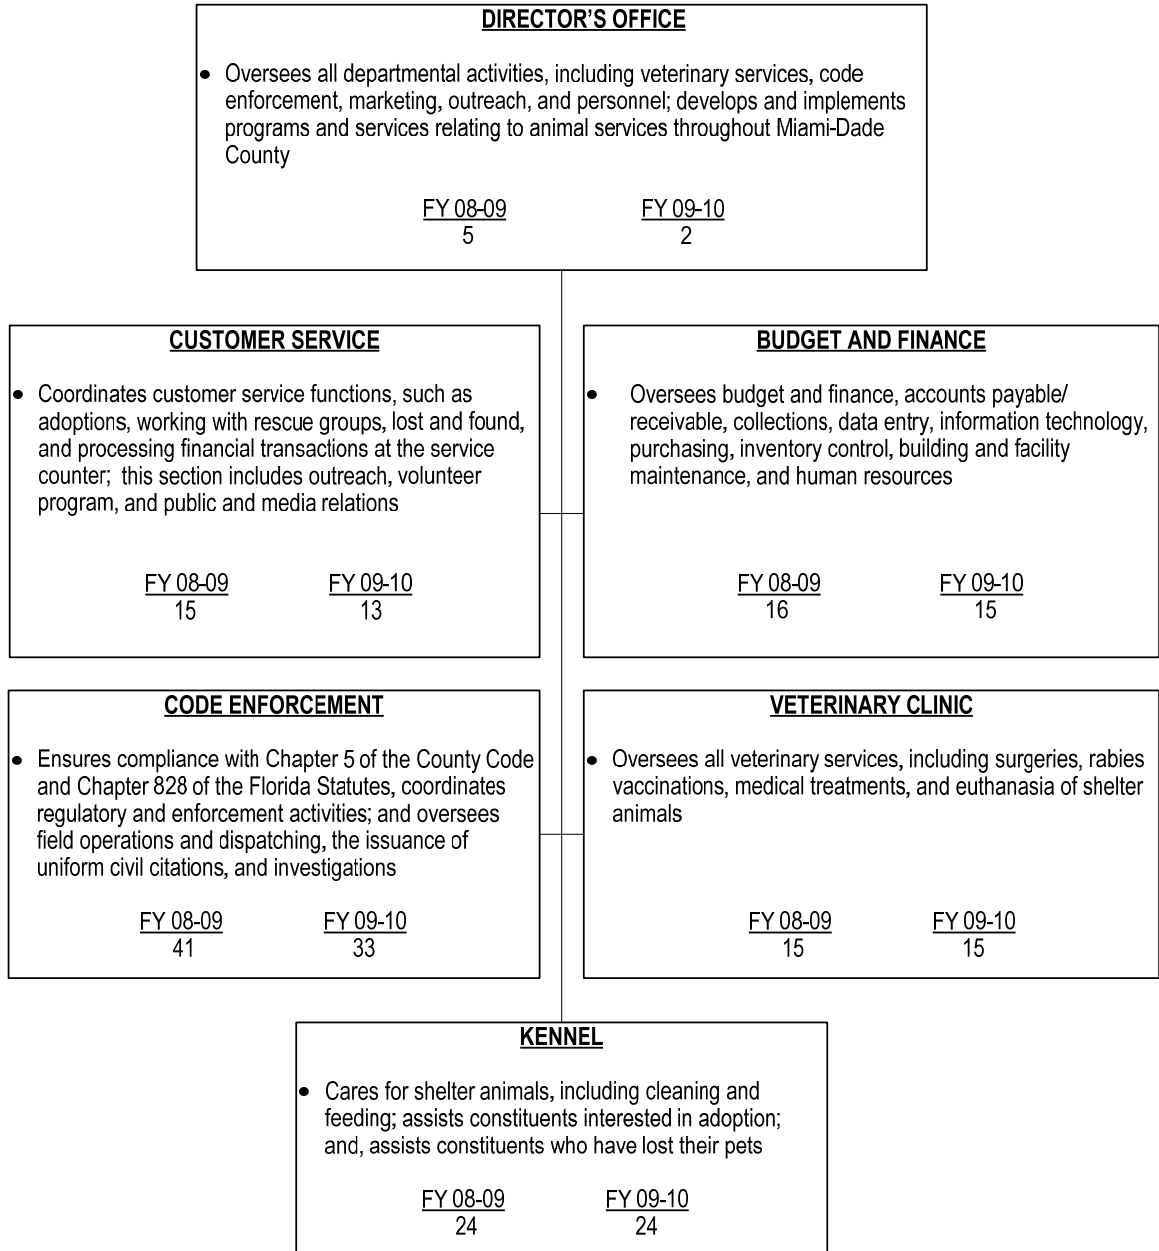 DIRECTOR’S OFFICE
• Oversees all departmental activities, including veterinary services, code
enforcement, marketing, outreach, and personnel; develops and implements
programs and services relating to animal services throughout Miami-Dade
County
FY 08-09 FY 09-10
5 2
CUSTOMER SERVICE
• Coordinates customer service functions, such as
adoptions, working with rescue groups, lost and found,
and processing financial transactions at the service
counter; this section includes outreach, volunteer
program, and public and media relations
FY 08-09 FY 09-10
15 13
BUDGET AND FINANCE
• Oversees budget and finance, accounts payable/
receivable, collections, data entry, information technology,
purchasing, inventory control, building and facility
maintenance, and human resources
FY 08-09 FY 09-10
16 15
CODE ENFORCEMENT
• Ensures compliance with Chapter 5 of the County Code
and Chapter 828 of the Florida Statutes, coordinates
regulatory and enforcement activities; and oversees
field operations and dispatching, the issuance of
uniform civil citations, and investigations
FY 08-09 FY 09-10
41 33
VETERINARY CLINIC
• Oversees all veterinary services, including surgeries, rabies
vaccinations, medical treatments, and euthanasia of shelter
animals
FY 08-09 FY 09-10
15 15
KENNEL
• Cares for shelter animals, including cleaning and
feeding; assists constituents interested in adoption;
and, assists constituents who have lost their pets
FY 08-09 FY 09-10
24 24